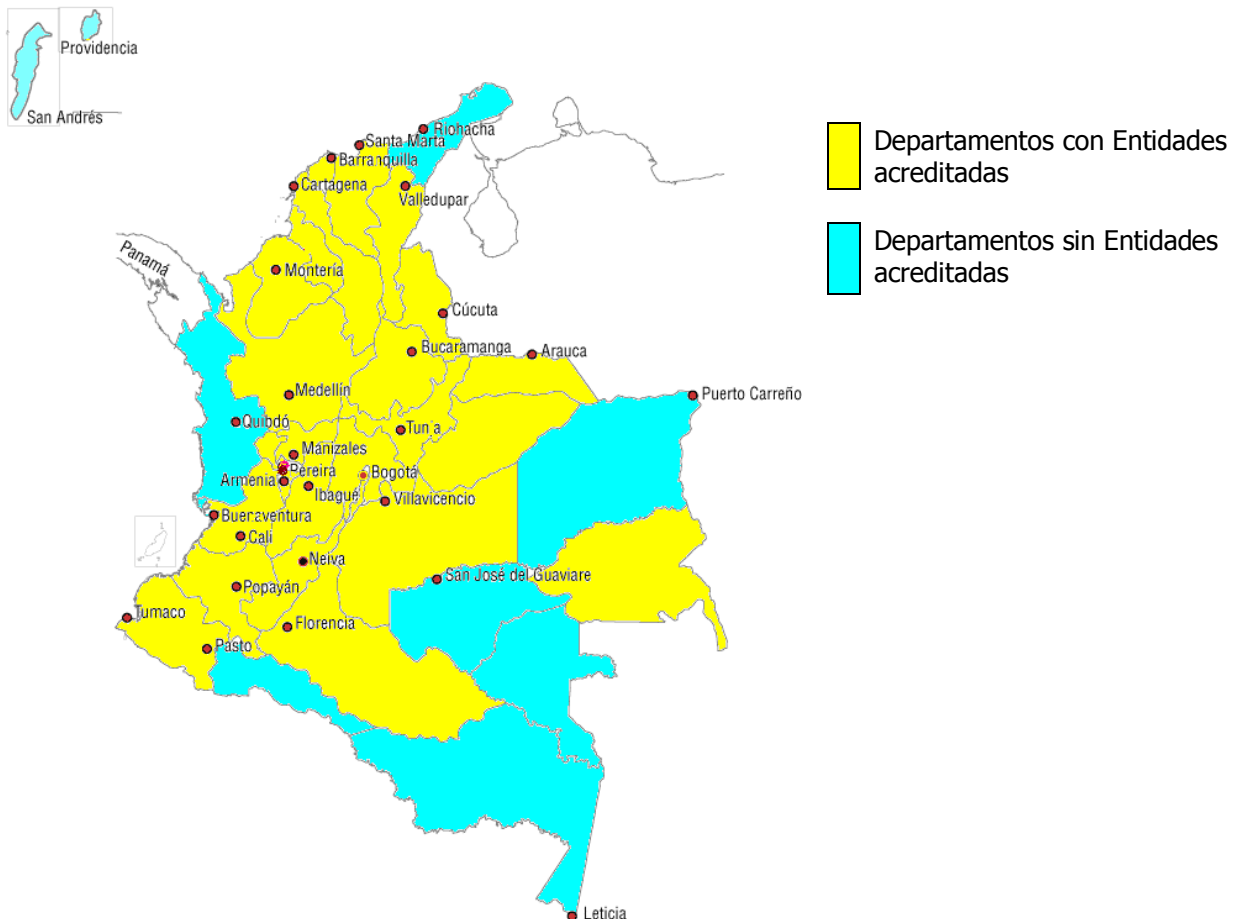 Providencia
San Andrés
Riohacha
Santa Marta
Barranquilla
Cartagena
Valledupar
Panamá
Montería
Cúcuta
Bucaramanga
Arauca
Medellín
Puerto Carreño
Quibdó
Tunja
Manizales
Pereira
Bogotá
Armenia
Ibagué
Villavicencio
Buenaventura
Cali
Neiva
San José del Guaviare
Popayán
Tumaco
Florencia
Pasto
Leticia
Departamentos con Entidades
acreditadas
Departamentos sin Entidades
acreditadas